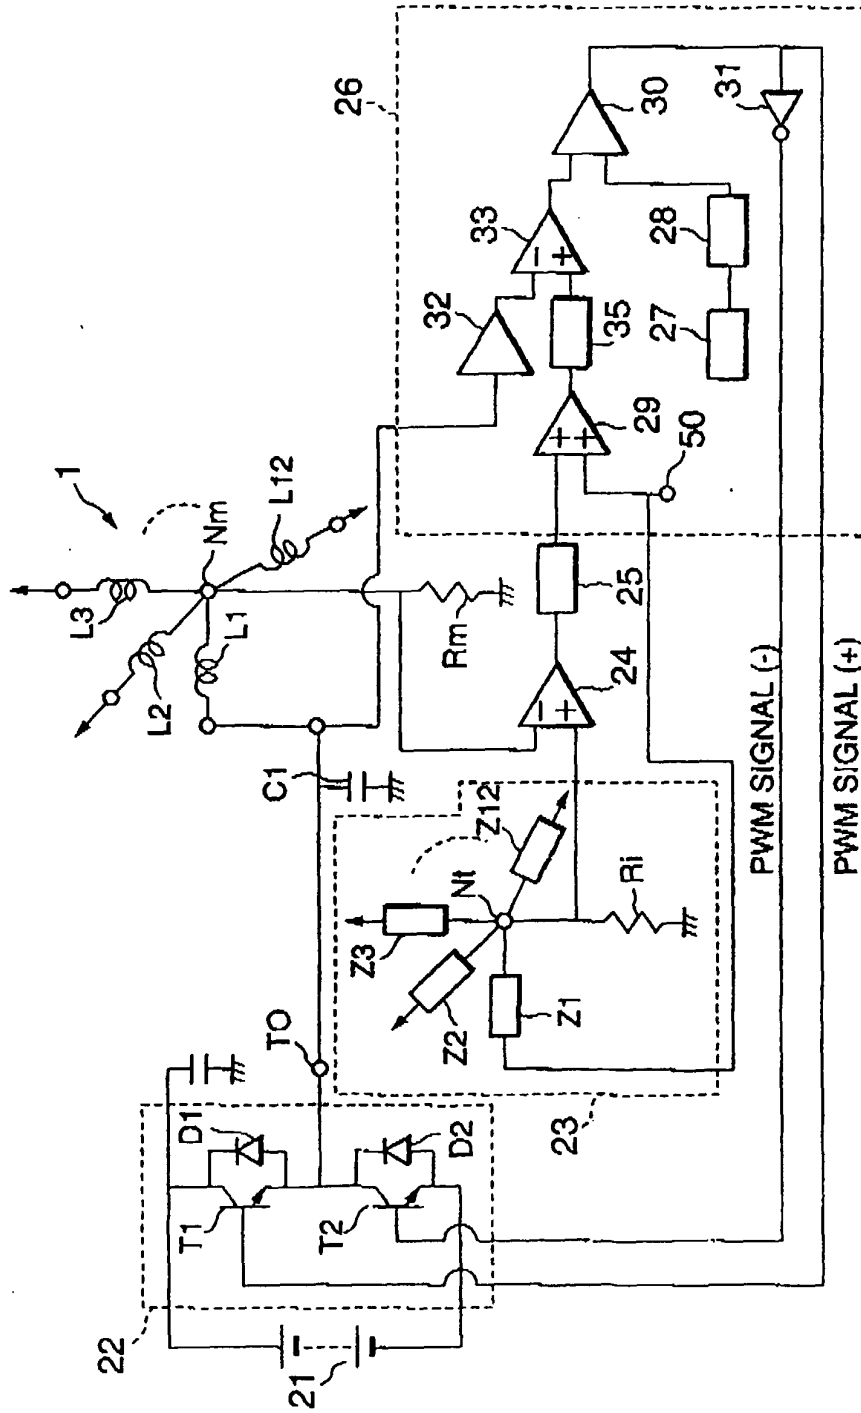 1
L3
L2
L1
Nm
L12
Rm
C1
TO
22
T1
D1
T2
D2
21
23
Z3
Z2
Z1
Nt
Z12
Ri
24
−
+
25
26
50
29
+
+
35
32
33
−
+
27
28
30
31
PWM SIGNAL (-)
PWM SIGNAL (+)